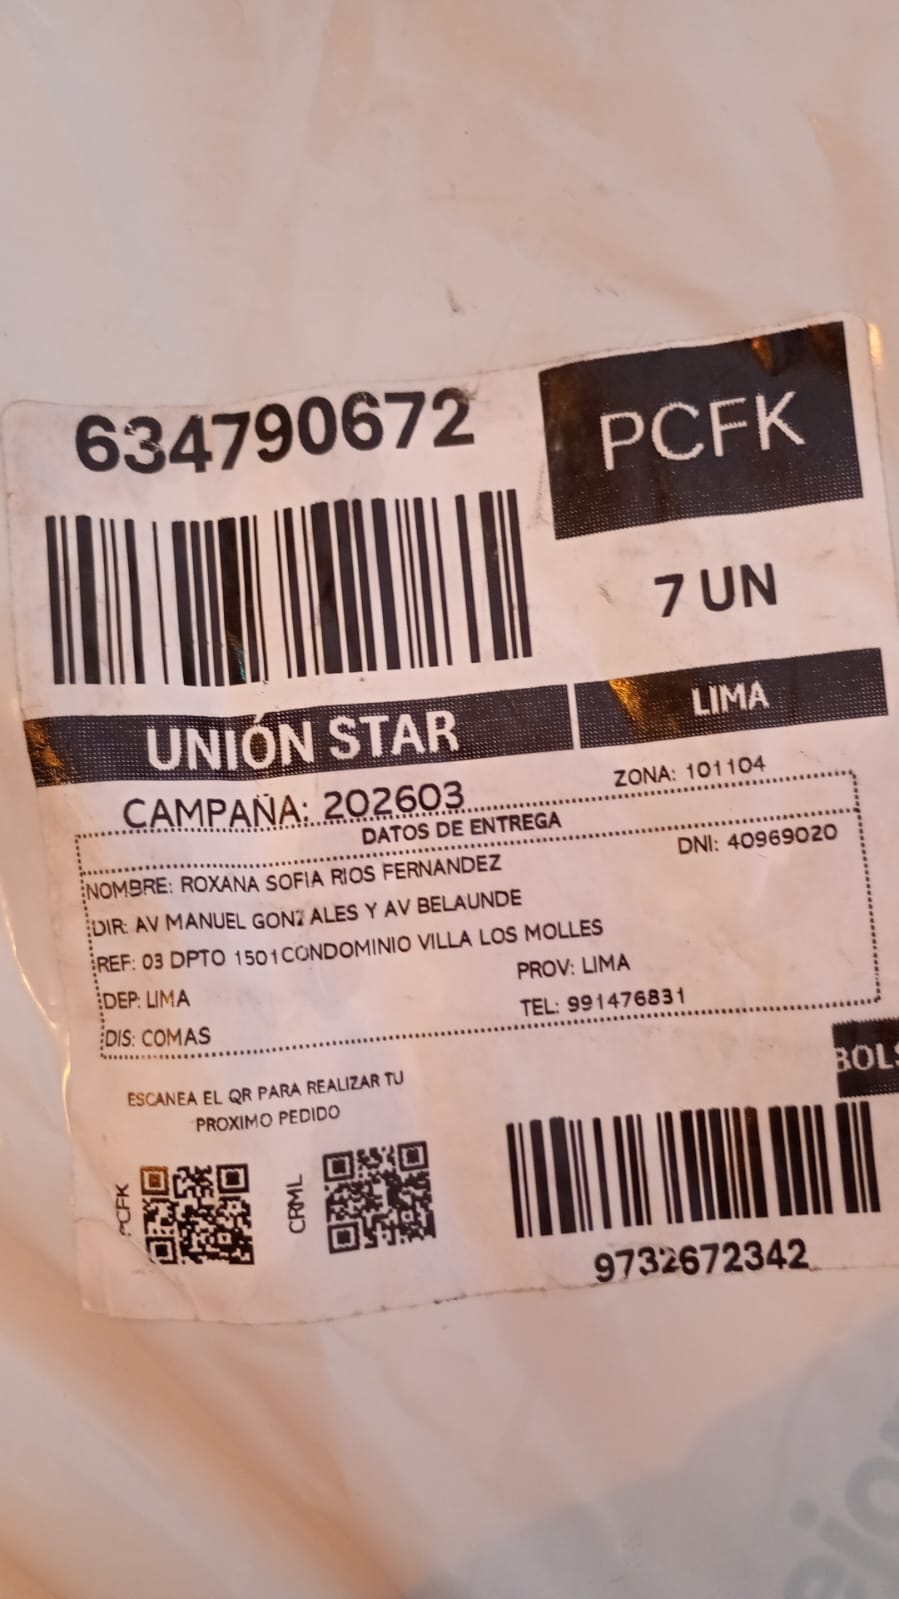 634790672
PCFK
7 UN
UNIÓN STAR
LIMA
CAMPAÑA: 202603
ZONA: 101104
DATOS DE ENTREGA
NOMBRE: ROXANA SOFIA RIOS FERNANDEZ
DNI: 40969020
DIR: AV MANUEL GONZALES Y AV BELAUNDE
REF: 03 DPTO 1501CONDOMINIO VILLA LOS MOLLES
DEP: LIMA
PROV: LIMA
DIS: COMAS
TEL: 991476831
BOLS
ESCANEA EL QR PARA REALIZAR TU
PROXIMO PEDIDO
PCFK
CRML
9732672342